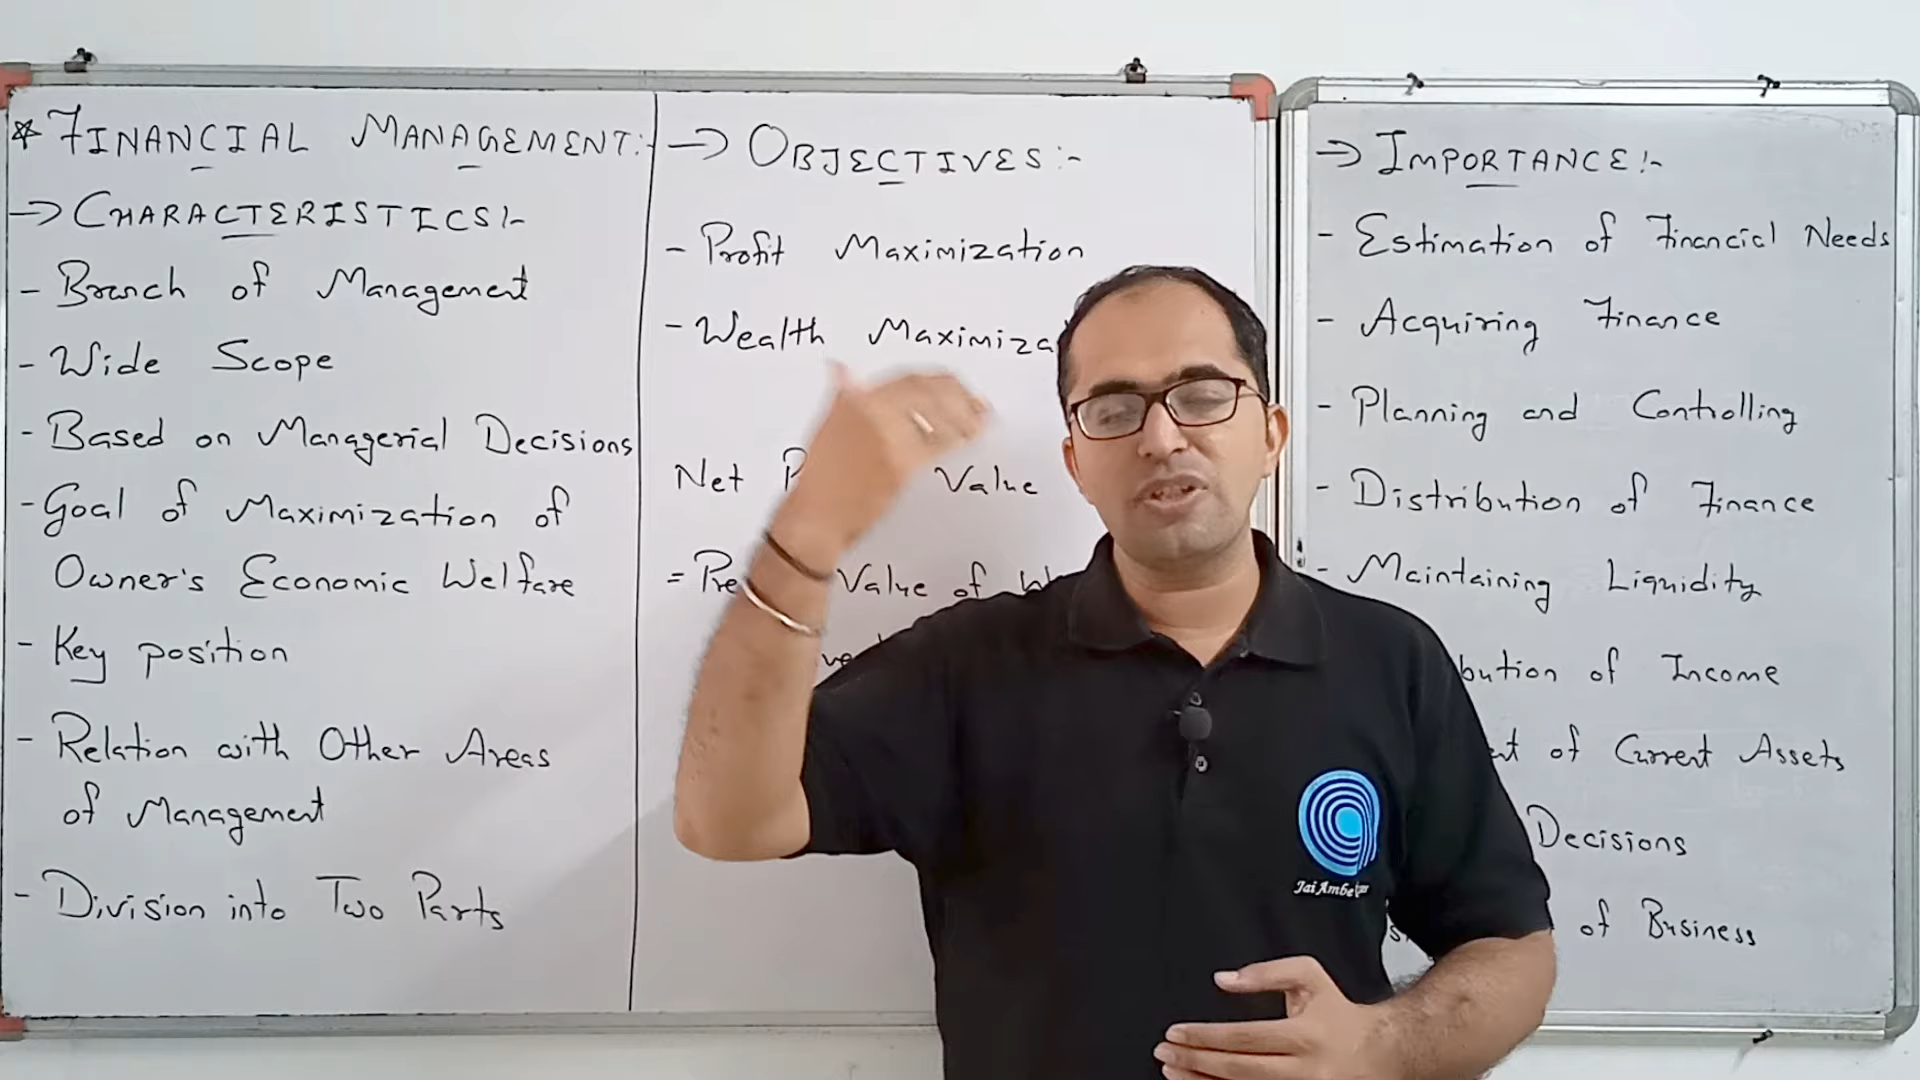 * FINANCIAL MANAGEMENT:-
→ CHARACTERISTICS:-
- Branch of Management
- Wide Scope
- Based on Managerial Decisions
- Goal of Maximization of
Owner's Economic Welfare
- Key position
- Relation with Other Areas
of Management
- Division into Two Parts
→ OBJECTIVES:-
- Profit Maximization
- Wealth Maximiza
Net P Value
= Pre Value of
→ IMPORTANCE:-
- Estimation of Financial Needs
- Acquiring Finance
- Planning and Controlling
- Distribution of Finance
- Maintaining Liquidity
bution of Income
of Current Assets
Decisions
of Business
Jai Ambe